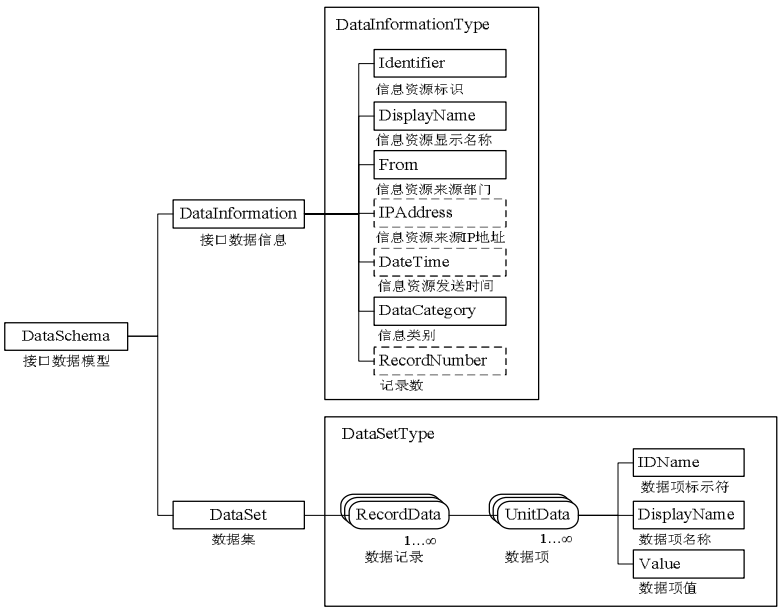 DataInformationType
Identifier
信息资源标识
DisplayName
信息资源显示名称
From
信息资源来源部门
DataInformation
接口数据信息
IPAddress
信息资源来源IP地址
DateTime
信息资源发送时间
DataCategory
信息类别
DataSchema
接口数据模型
RecordNumber
记录数
DataSetType
IDName
数据项标示符
DataSet
数据集
RecordData
1…∞
数据记录
UnitData
1…∞
数据项
DisplayName
数据项名称
Value
数据项值